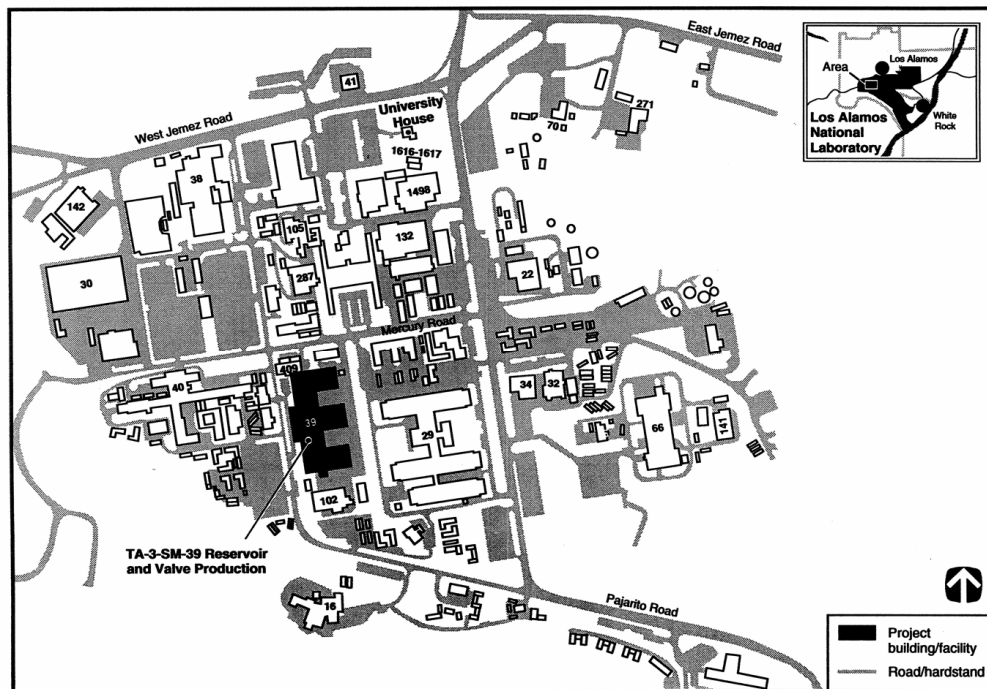 East Jemez Road
41
West Jemez Road
University
House
1616-1617
70
271
Area
Los Alamos
Los Alamos
National
Laboratory
White
Rock
38
142
1498
105
132
30
287
22
Mercury Road
409
40
34
32
39
29
66
141
102
TA-3-SM-39 Reservoir
and Valve Production
16
Pajarito Road
Project
building/facility
Road/hardstand